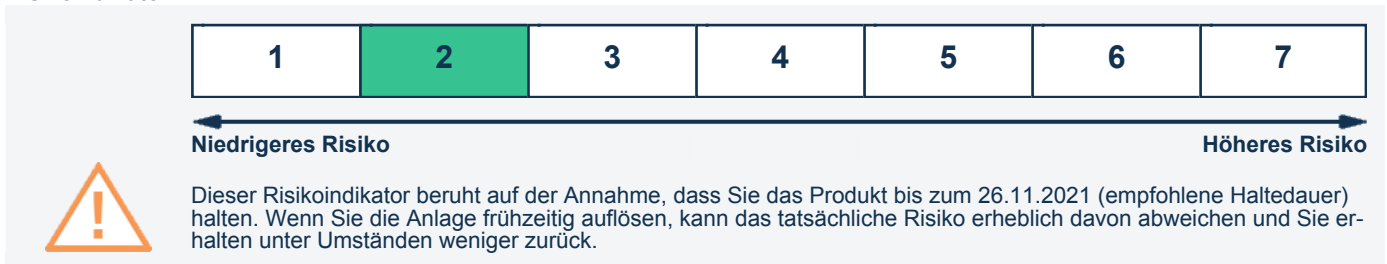 1 2 3 4 5 6 7
Niedrigeres Risiko Höheres Risiko
Dieser Risikoindikator beruht auf der Annahme, dass Sie das Produkt bis zum 26.11.2021 (empfohlene Haltedauer)
halten. Wenn Sie die Anlage frühzeitig auflösen, kann das tatsächliche Risiko erheblich davon abweichen und Sie er-
halten unter Umständen weniger zurück.